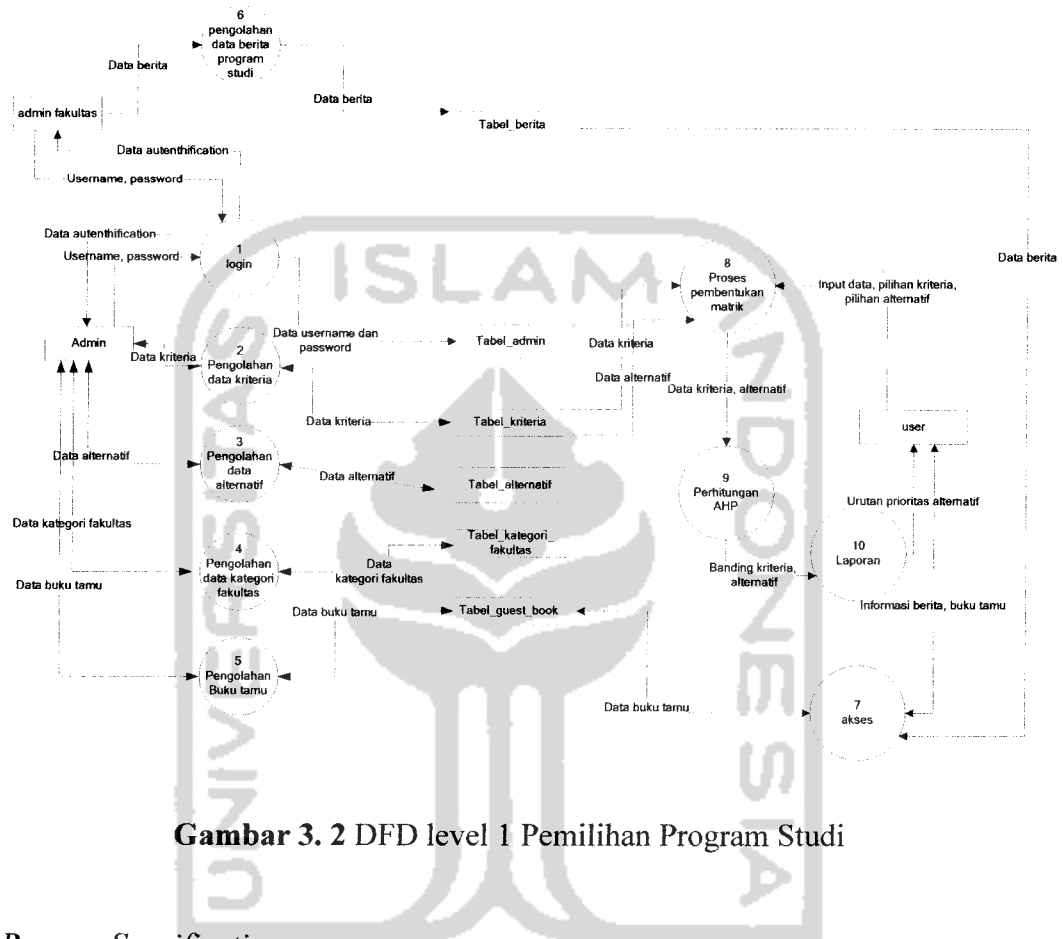 6
pengolahan
data berita
program
studi
Data berita
Data berita
admin fakultas
Tabel_berita
Data autenthification
Username, password
Data autenthification
Username, password
1
login
8
Proses
pembentukan
matrik
Input data, pilihan kriteria,
pilihan alternatif
Data berita
ISLAM
UNIVERSITAS
INDONESIA
Admin
Data kriteria
2
Pengolahan
data kriteria
Data username dan
password
Tabel_admin
Data kriteria
Data alternatif
Data kriteria, alternatif
Data kriteria
Tabel_kriteria
user
Data alternatif
3
Pengolahan
data
alternatif
Data alternatif
Tabel_alternatif
9
Perhitungan
AHP
Urutan prioritas alternatif
Data kategori fakultas
4
Pengolahan
data kategori
fakultas
Data
kategori fakultas
Tabel_kategori_
fakultas
Banding kriteria,
alternatif
10
Laporan
Data buku tamu
Data buku tamu
Tabel_guest_book
Informasi berita, buku tamu
5
Pengolahan
Buku tamu
Data buku tamu
7
akses
Gambar 3. 2 DFD level 1 Pemilihan Program Studi